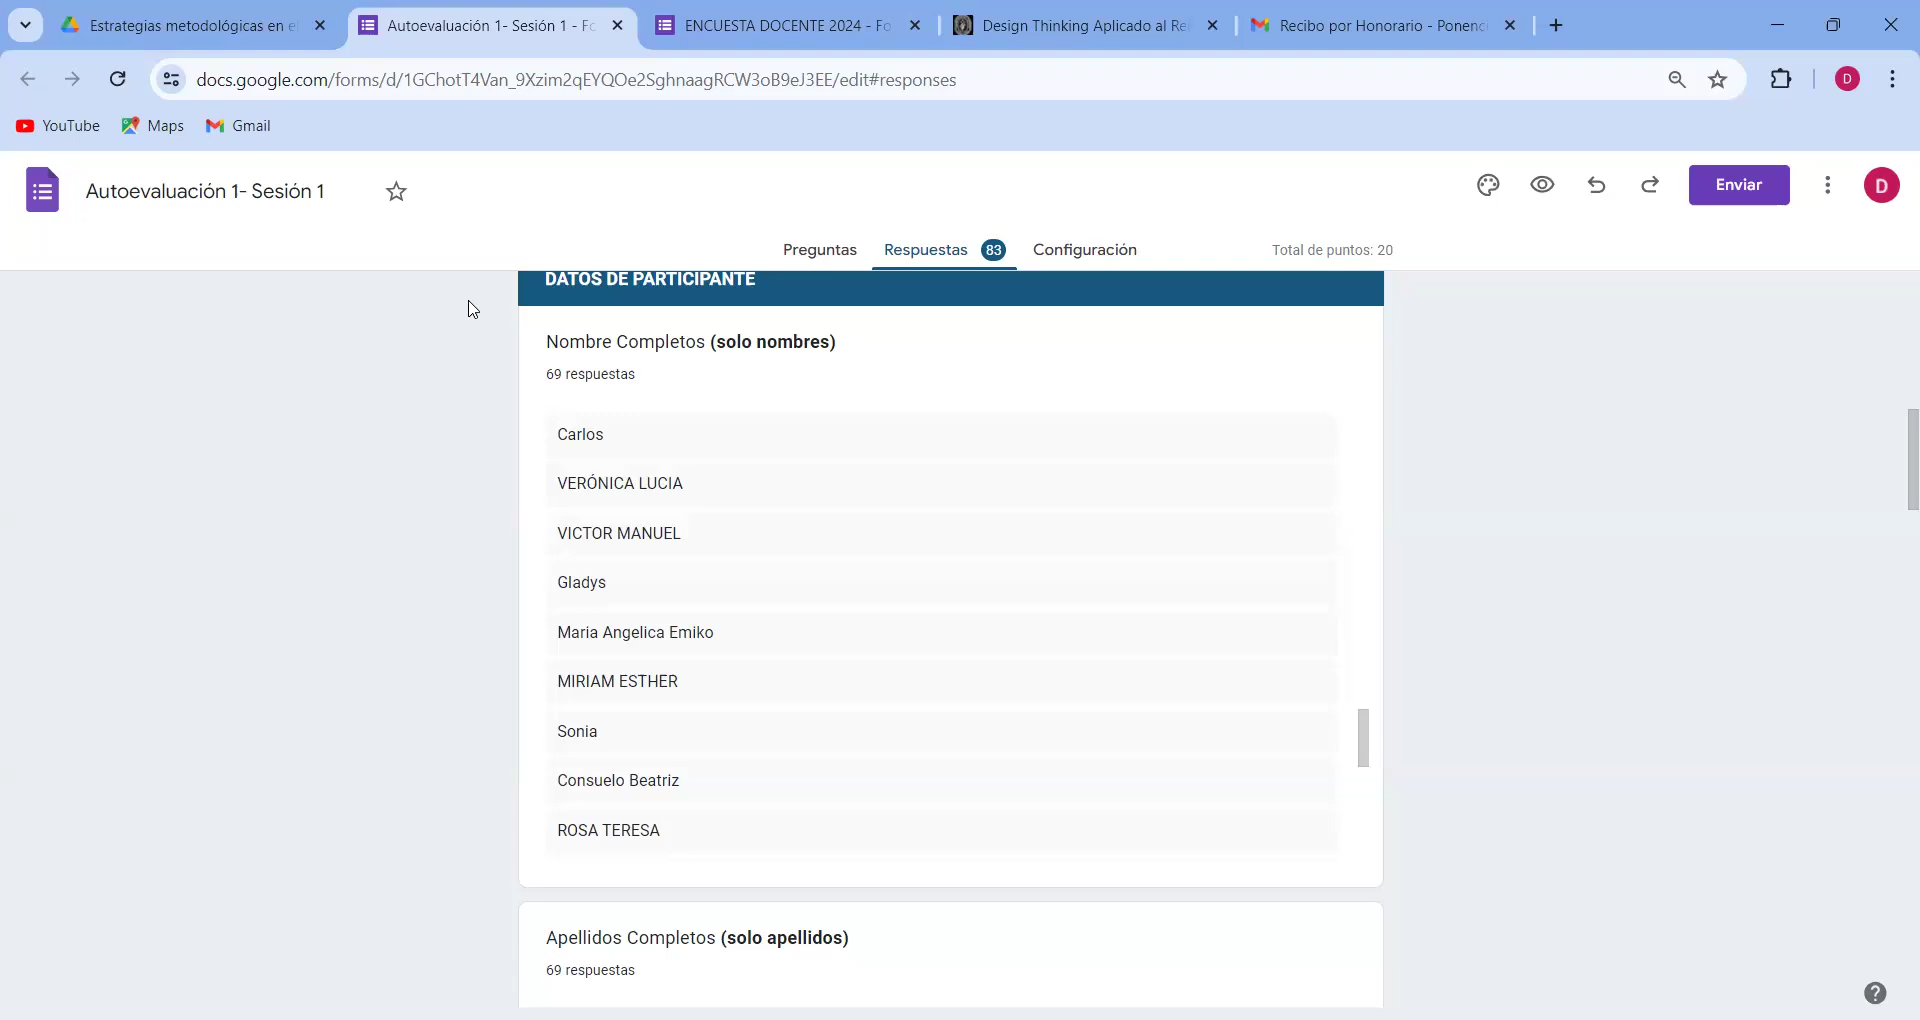 Estrategias metodológicas en el
Autoevaluación 1- Sesión 1 - Fo
ENCUESTA DOCENTE 2024 - Fo
Design Thinking Aplicado al Re
Recibo por Honorario - Ponenc
docs.google.com/forms/d/1GChotT4Van_9Xzim2qEYQOe2SghnaagRCW3oB9eJ3EE/edit#responses
D
YouTube
Maps
Gmail
Autoevaluación 1- Sesión 1
Enviar
D
Preguntas
Respuestas 83
Configuración
Total de puntos: 20
DATOS DE PARTICIPANTE
Nombre Completos (solo nombres)
69 respuestas
Carlos
VERÓNICA LUCIA
VICTOR MANUEL
Gladys
Maria Angelica Emiko
MIRIAM ESTHER
Sonia
Consuelo Beatriz
ROSA TERESA
Apellidos Completos (solo apellidos)
69 respuestas